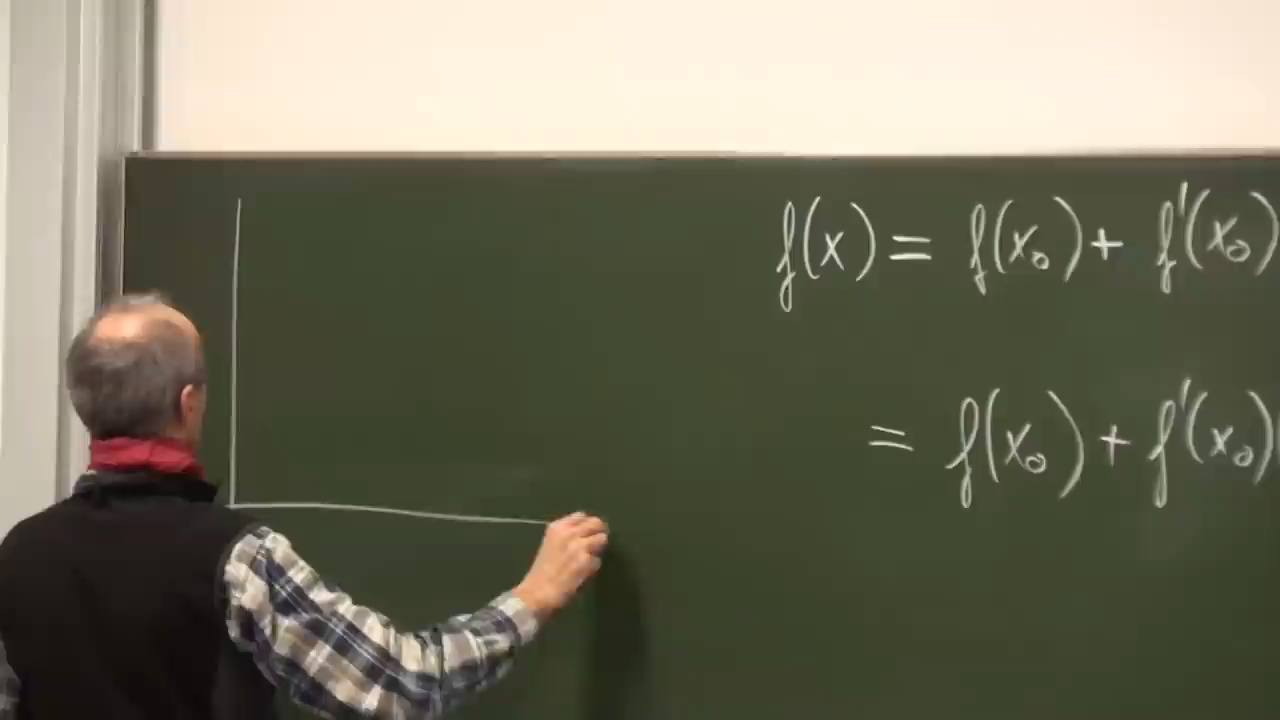 f(x) = f(x₀) + f'(x₀)
= f(x₀) + f'(x₀)(